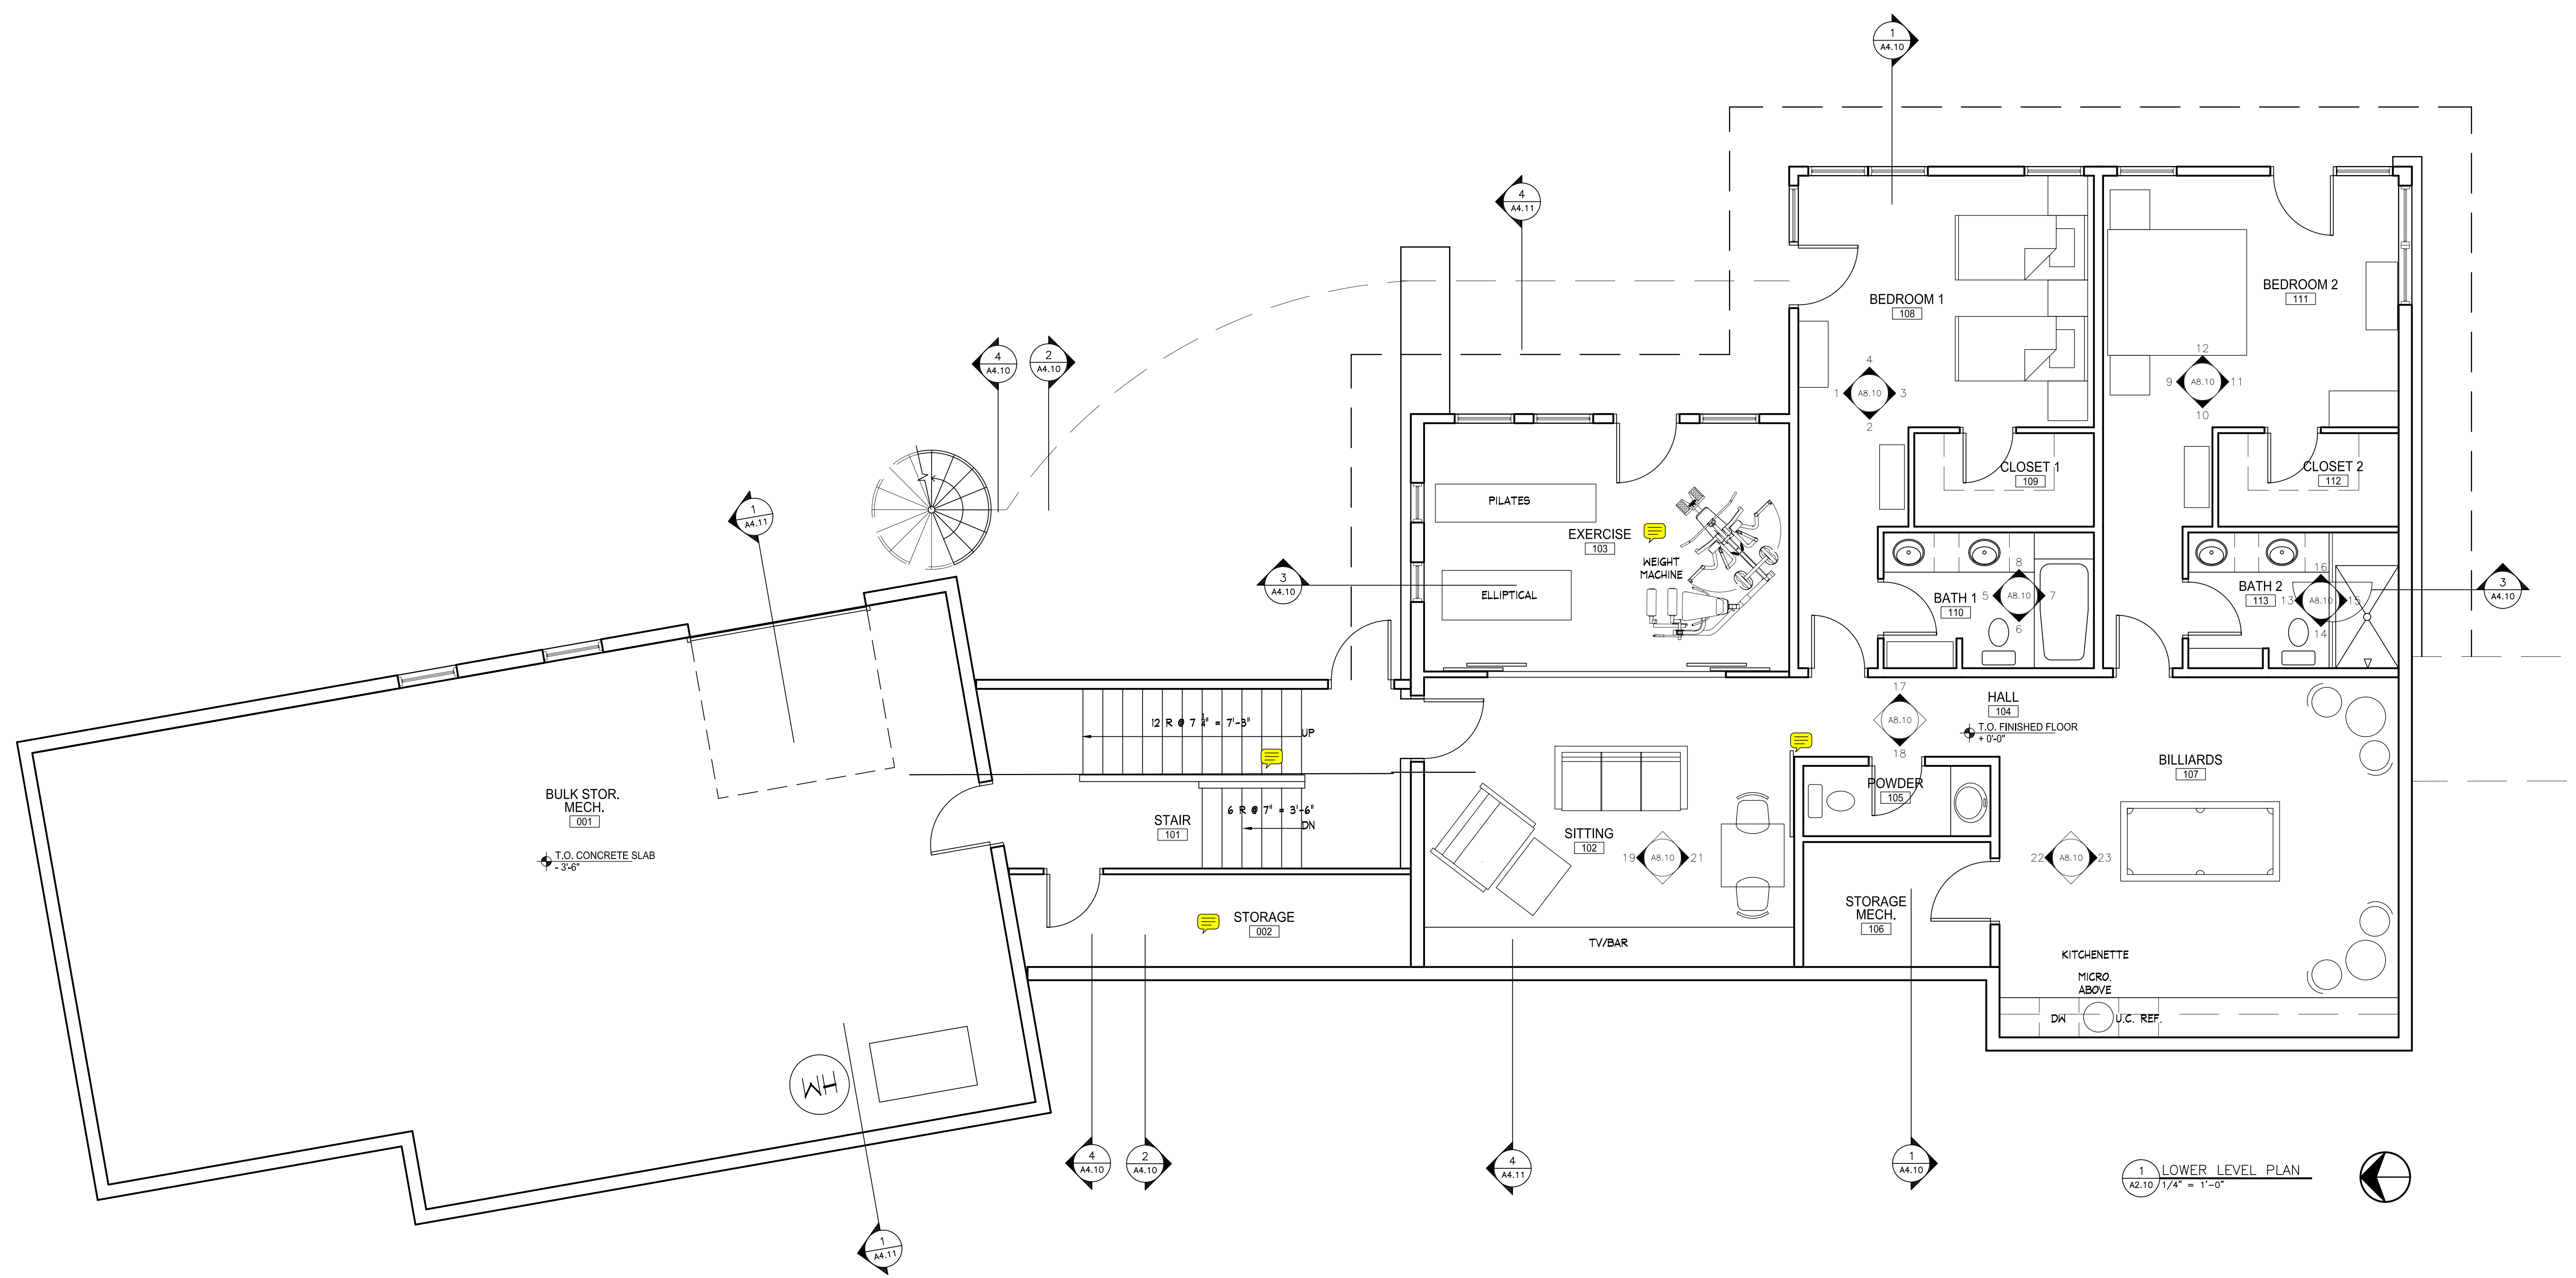 1
A4.10
4
A4.11
BEDROOM 2
111
BEDROOM 1
108
4
A4.10
2
A4.10
12
9 A8.10 11
10
4
1 A8.10 3
2
CLOSET 1
109
CLOSET 2
112
PILATES
1
A4.11
EXERCISE
103
WEIGHT
MACHINE
3
A4.10
ELLIPTICAL
8
5 A8.10 7
6
BATH 1
110
16
BATH 2
113
13 A8.10 15
14
3
A4.10
17
A8.10
18
HALL
104
T.O. FINISHED FLOOR
+ 0'-0"
12 R @ 7 1/4" = 7'-3"
UP
BILLIARDS
107
POWDER
105
BULK STOR.
MECH.
001
6 R @ 7" = 3'-6"
DN
STAIR
101
SITTING
102
19 A8.10 21
22 A8.10 23
T.O. CONCRETE SLAB
- 3'-6"
STORAGE
MECH.
106
STORAGE
002
TV/BAR
KITCHENETTE
MICRO.
ABOVE
DW
U.C. REF.
WH
4
A4.10
2
A4.10
4
A4.11
1
A4.10
1
A2.10
LOWER LEVEL PLAN
1/4" = 1'-0"
1
A4.11